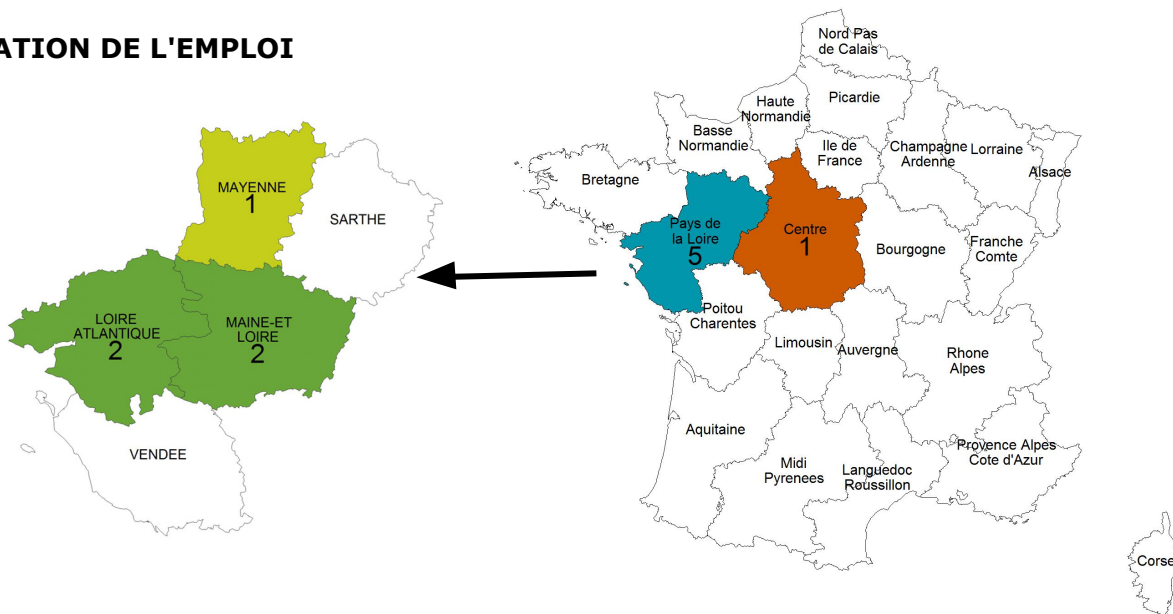 ATION DE L'EMPLOI
MAYENNE
1
SARTHE
LOIRE
ATLANTIQUE
2
MAINE-ET
LOIRE
2
VENDEE
Nord Pas
de Calais
Picardie
Haute
Normandie
Basse
Normandie
Ile de
France
Champagne
Ardenne
Lorraine
Alsace
Bretagne
Pays de
la Loire
5
Centre
1
Bourgogne
Franche
Comte
Poitou
Charentes
Limousin
Auvergne
Rhone
Alpes
Aquitaine
Midi
Pyrenees
Languedoc
Roussillon
Provence Alpes
Cote d'Azur
Corse